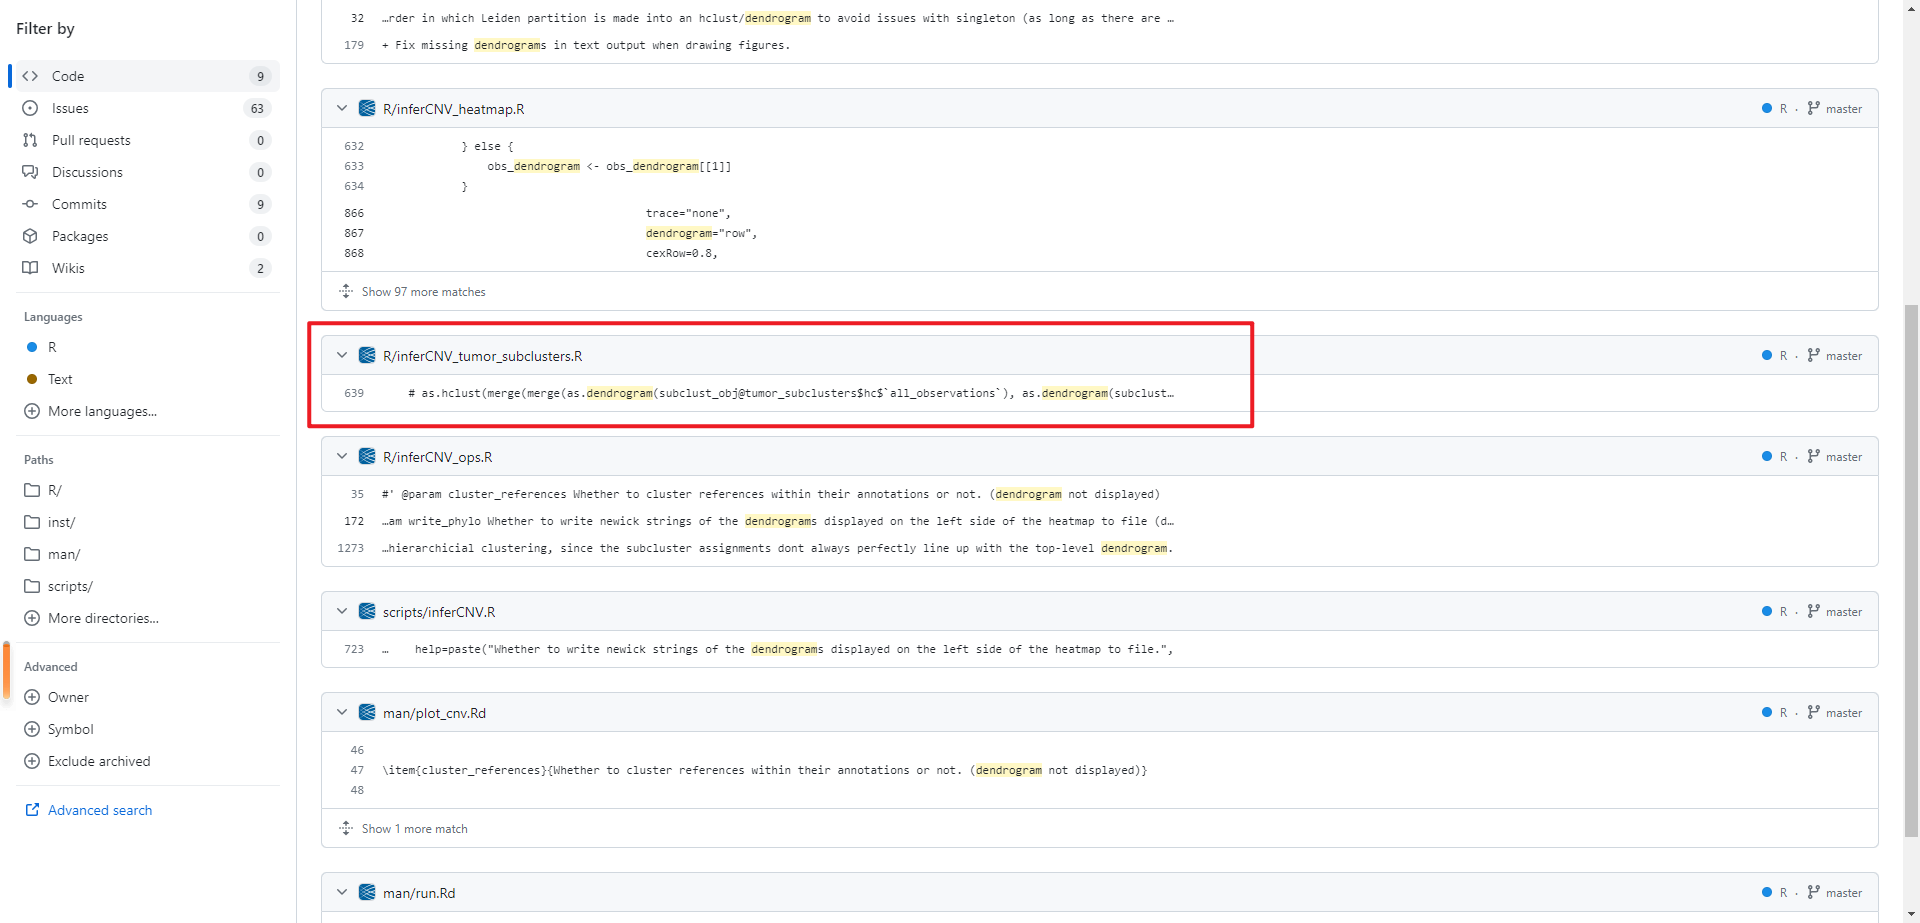 Filter by
Code 9
Issues 63
Pull requests 0
Discussions 0
Commits 9
Packages 0
Wikis 2
Languages
R
Text
More languages...
Paths
R/
inst/
man/
scripts/
More directories...
Advanced
Owner
Symbol
Exclude archived
Advanced search
32 …rder in which Leiden partition is made into an hclust/dendrogram to avoid issues with singleton (as long as there are …
179 + Fix missing dendrograms in text output when drawing figures.
R/inferCNV_heatmap.R R · master
632 } else {
633 obs_dendrogram <- obs_dendrogram[[1]]
634 }
866 trace="none",
867 dendrogram="row",
868 cexRow=0.8,
Show 97 more matches
R/inferCNV_tumor_subclusters.R R · master
639 # as.hclust(merge(merge(as.dendrogram(subclust_obj@tumor_subclusters$hc$`all_observations`), as.dendrogram(subclust…
R/inferCNV_ops.R R · master
35 #' @param cluster_references Whether to cluster references within their annotations or not. (dendrogram not displayed)
172 …am write_phylo Whether to write newick strings of the dendrograms displayed on the left side of the heatmap to file (d…
1273 …hierarchicial clustering, since the subcluster assignments dont always perfectly line up with the top-level dendrogram.
scripts/inferCNV.R R · master
723 … help=paste("Whether to write newick strings of the dendrograms displayed on the left side of the heatmap to file.",
man/plot_cnv.Rd R · master
46
47 \item{cluster_references}{Whether to cluster references within their annotations or not. (dendrogram not displayed)}
48
Show 1 more match
man/run.Rd R · master